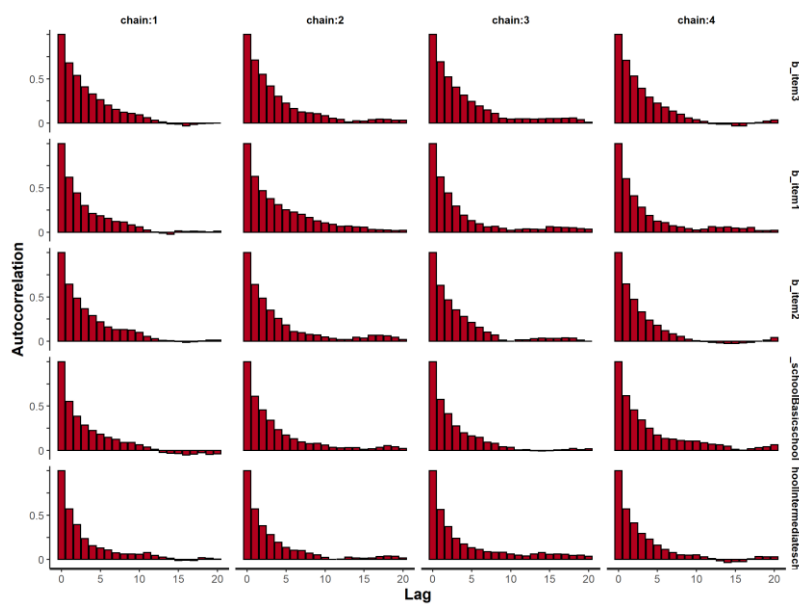 chain:1 chain:2 chain:3 chain:4
0.5
0
b_item3
0.5
0
b_item1
0.5
0
b_item2
0.5
0
_schoolBasicschool
0.5
0
hoolIntermediatesch
Autocorrelation
0 5 10 15 20 0 5 10 15 20 0 5 10 15 20 0 5 10 15 20
Lag